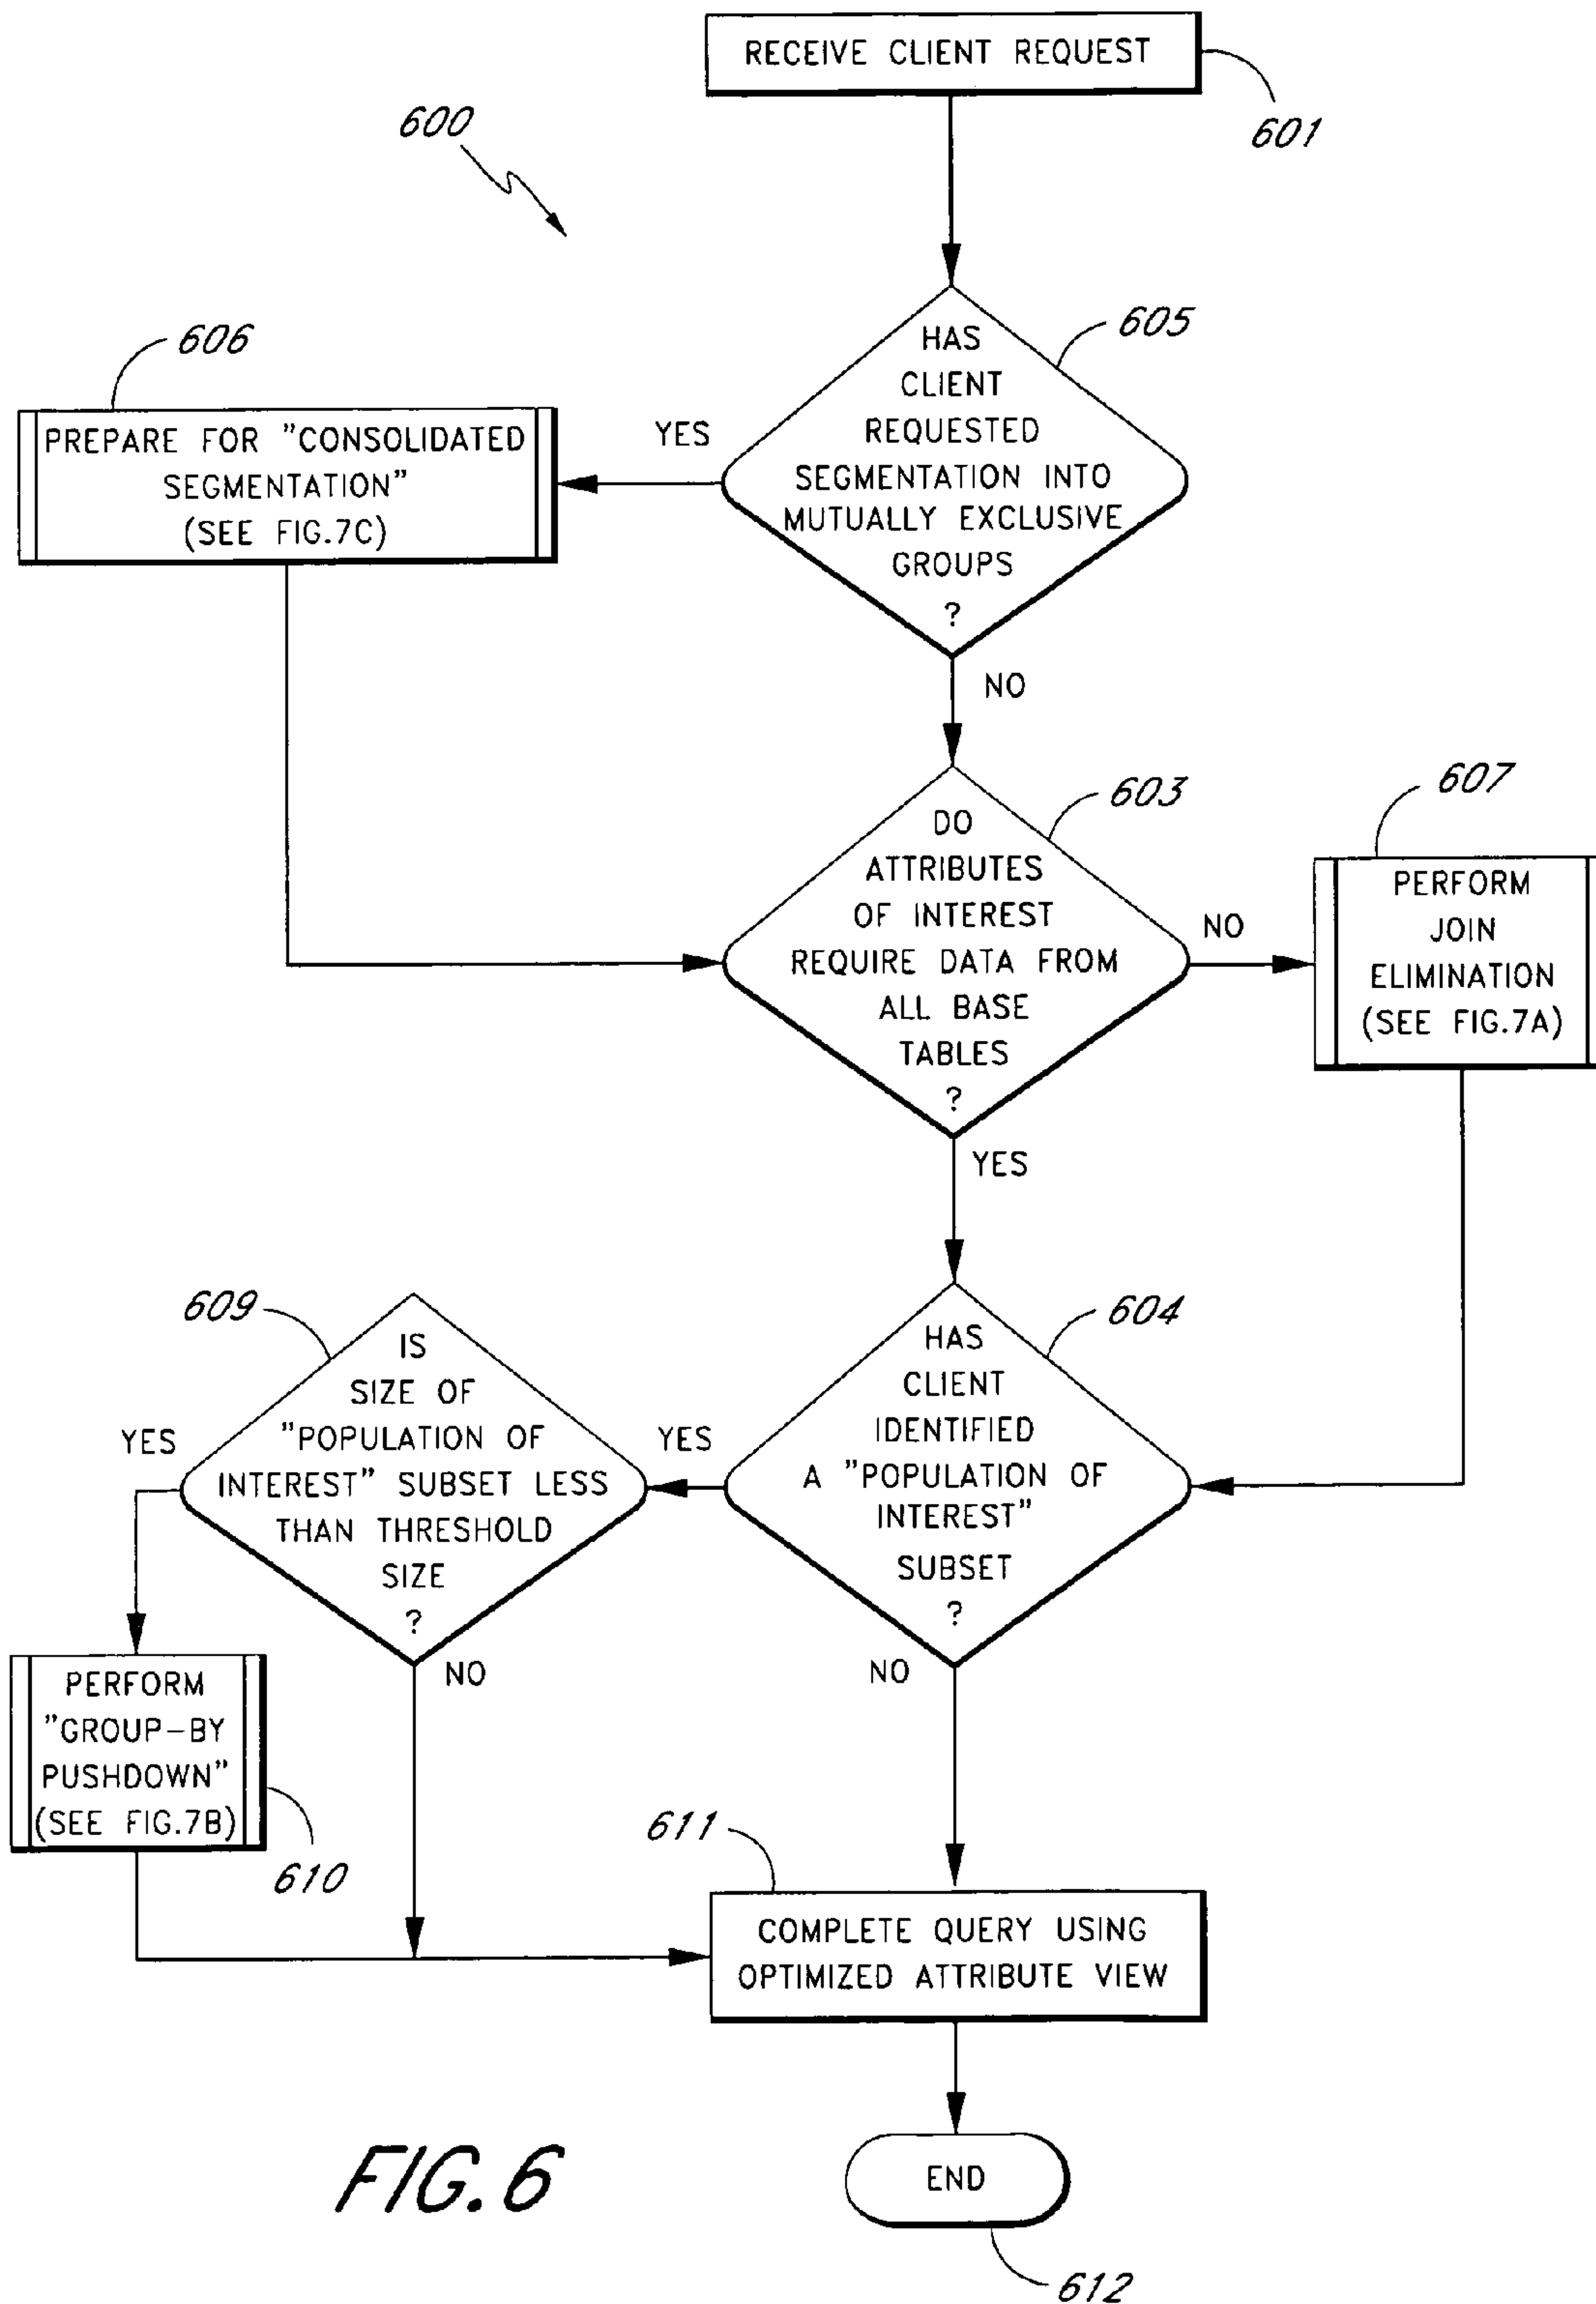 RECEIVE CLIENT REQUEST
601
600
605
HAS
CLIENT
REQUESTED
SEGMENTATION INTO
MUTUALLY EXCLUSIVE
GROUPS
?
606
YES
PREPARE FOR "CONSOLIDATED
SEGMENTATION"
(SEE FIG.7C)
NO
603
DO
ATTRIBUTES
OF INTEREST
REQUIRE DATA FROM
ALL BASE
TABLES
?
607
NO
PERFORM
JOIN
ELIMINATION
(SEE FIG.7A)
YES
604
HAS
CLIENT
IDENTIFIED
A "POPULATION OF
INTEREST"
SUBSET
?
609
YES
IS
SIZE OF
"POPULATION OF
INTEREST" SUBSET LESS
THAN THRESHOLD
SIZE
?
YES
NO
NO
PERFORM
"GROUP-BY
PUSHDOWN"
(SEE FIG.7B)
610
611
COMPLETE QUERY USING
OPTIMIZED ATTRIBUTE VIEW
END
612
FIG. 6